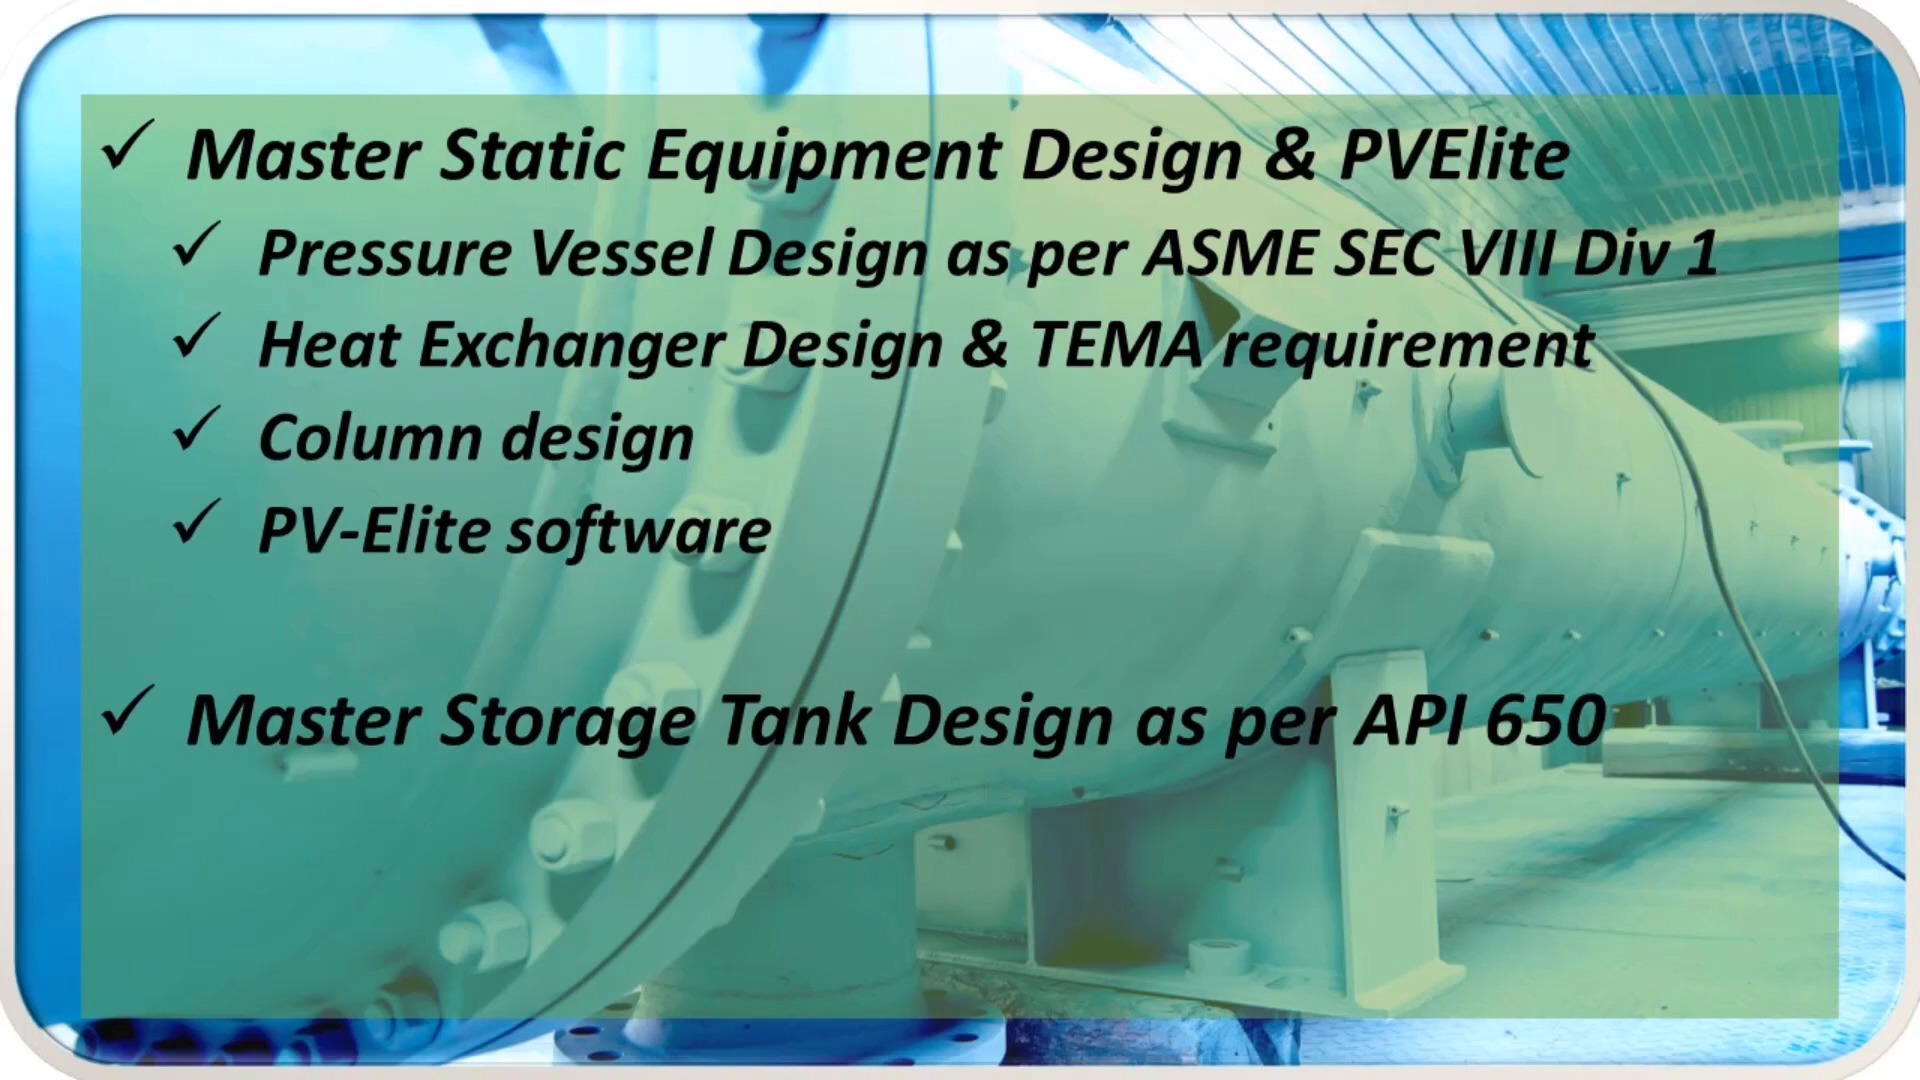 ✓ Master Static Equipment Design & PVElite
✓ Pressure Vessel Design as per ASME SEC VIII Div 1
✓ Heat Exchanger Design & TEMA requirement
✓ Column design
✓ PV-Elite software
✓ Master Storage Tank Design as per API 650